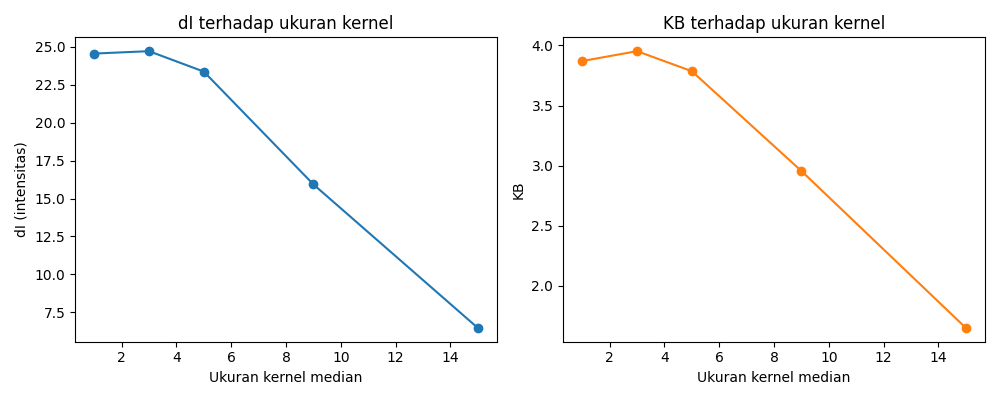 dI terhadap ukuran kernel
25.0
22.5
20.0
17.5
15.0
12.5
10.0
7.5
dI (intensitas)
2 4 6 8 10 12 14
Ukuran kernel median
KB terhadap ukuran kernel
4.0
3.5
3.0
2.5
2.0
KB
2 4 6 8 10 12 14
Ukuran kernel median